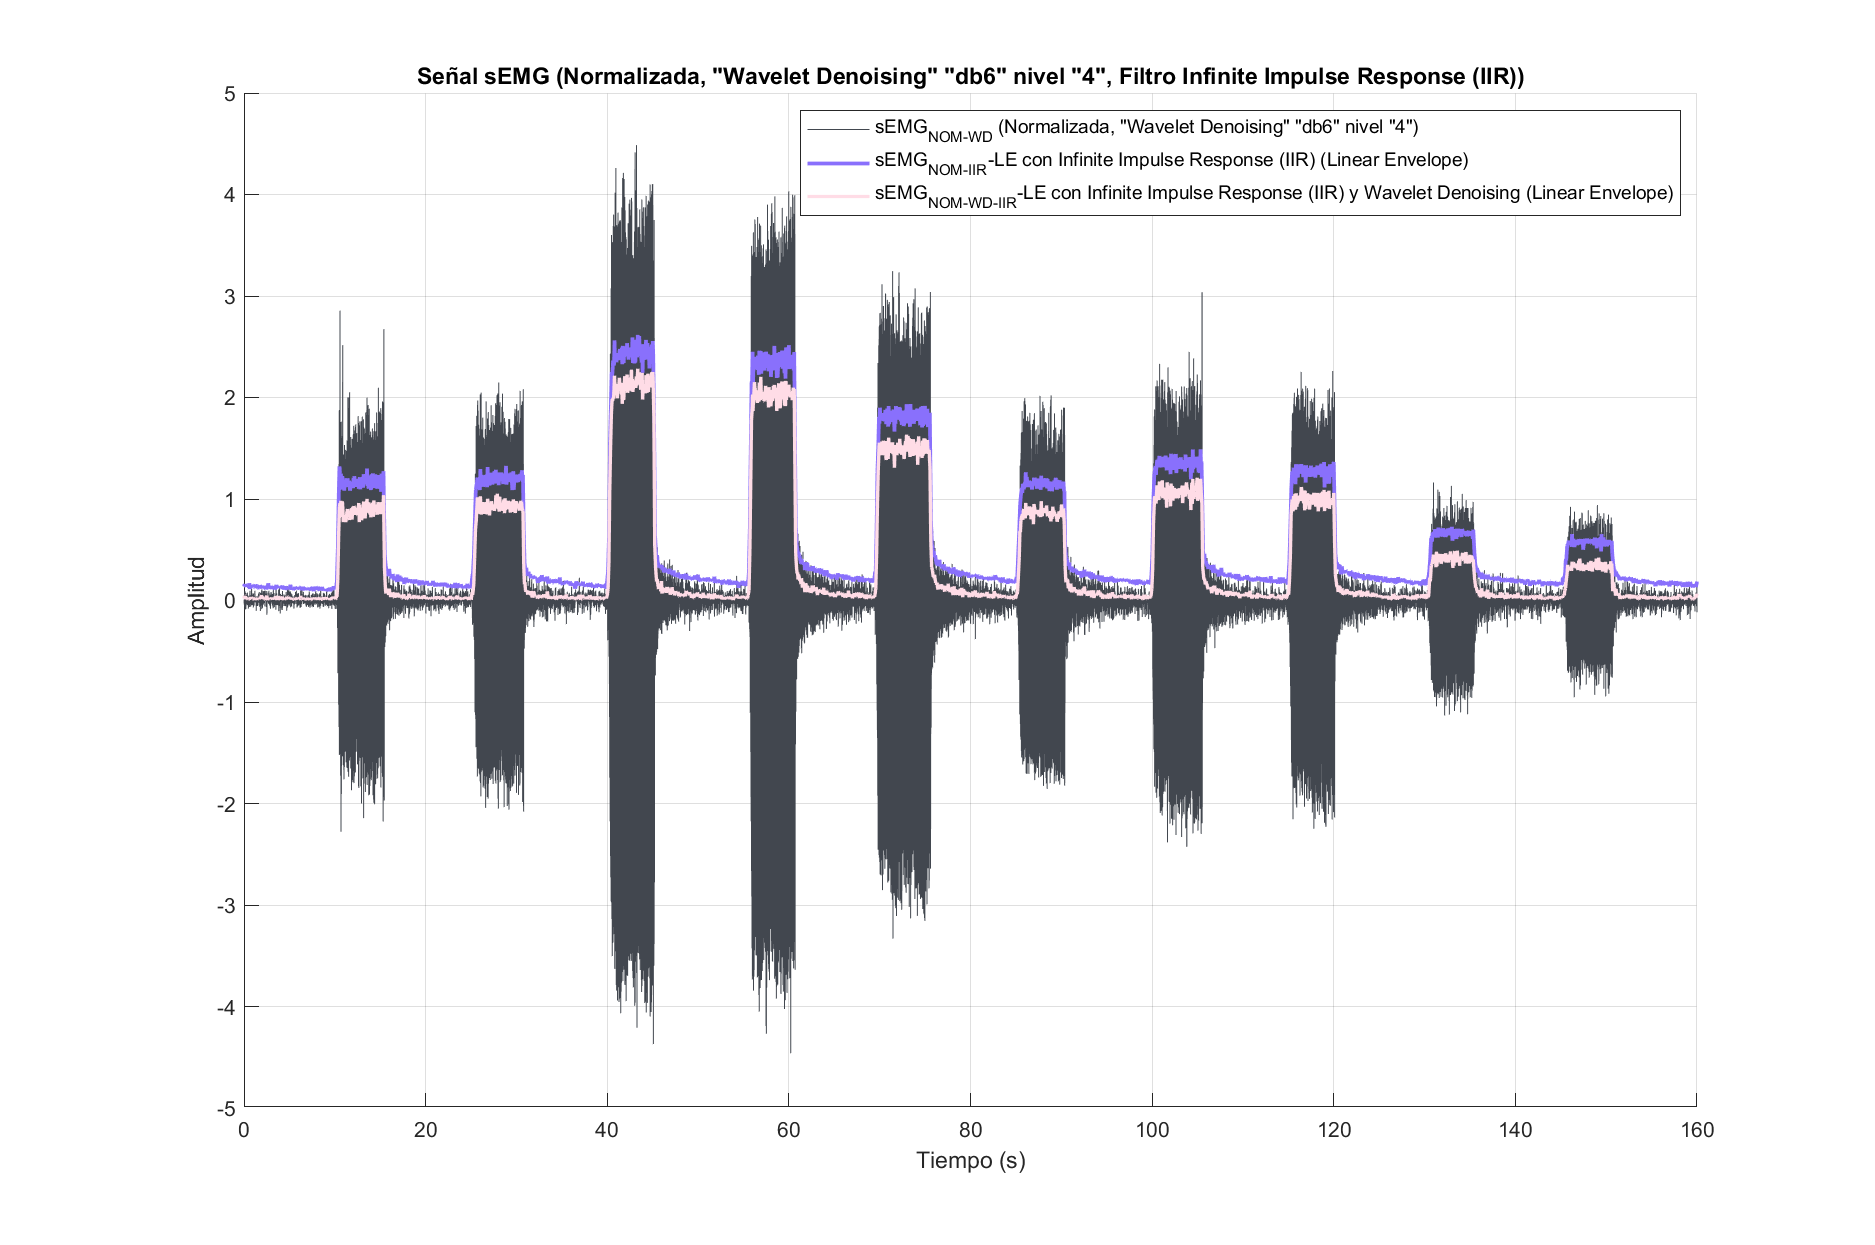 Señal sEMG (Normalizada, "Wavelet Denoising" "db6" nivel "4", Filtro Infinite Impulse Response (IIR))
sEMG_NOM-WD (Normalizada, "Wavelet Denoising" "db6" nivel "4")
sEMG_NOM-IIR-LE con Infinite Impulse Response (IIR) (Linear Envelope)
sEMG_NOM-WD-IIR-LE con Infinite Impulse Response (IIR) y Wavelet Denoising (Linear Envelope)
5
4
3
2
1
0
-1
-2
-3
-4
-5
Amplitud
0 20 40 60 80 100 120 140 160
Tiempo (s)